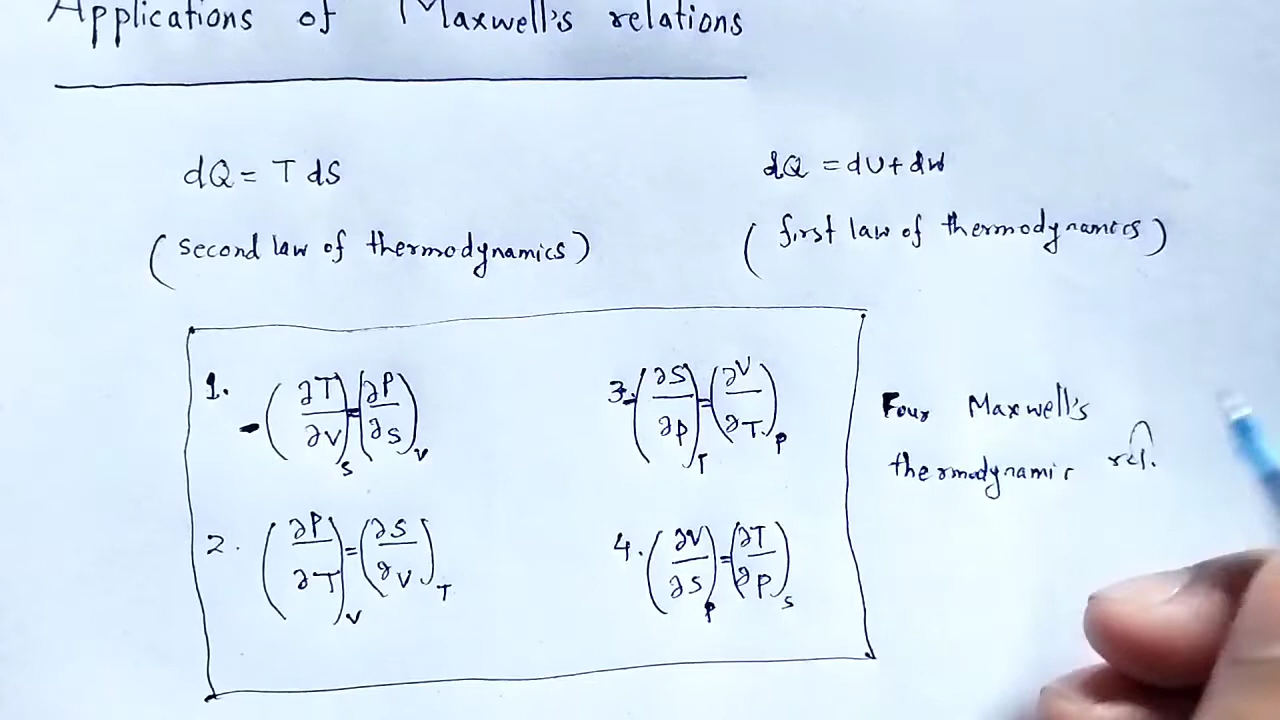 Applications of Maxwell's relations
dQ = T dS
(second law of thermodynamics)
dQ = dU + dW
(first law of thermodynamics)
1. -(∂T/∂V)_S = (∂P/∂S)_V
2. (∂P/∂T)_V = (∂S/∂V)_T
3. -(∂S/∂P)_T = (∂V/∂T)_P
4. (∂V/∂S)_P = (∂T/∂P)_S
Four Maxwell's
thermodynamic rel.